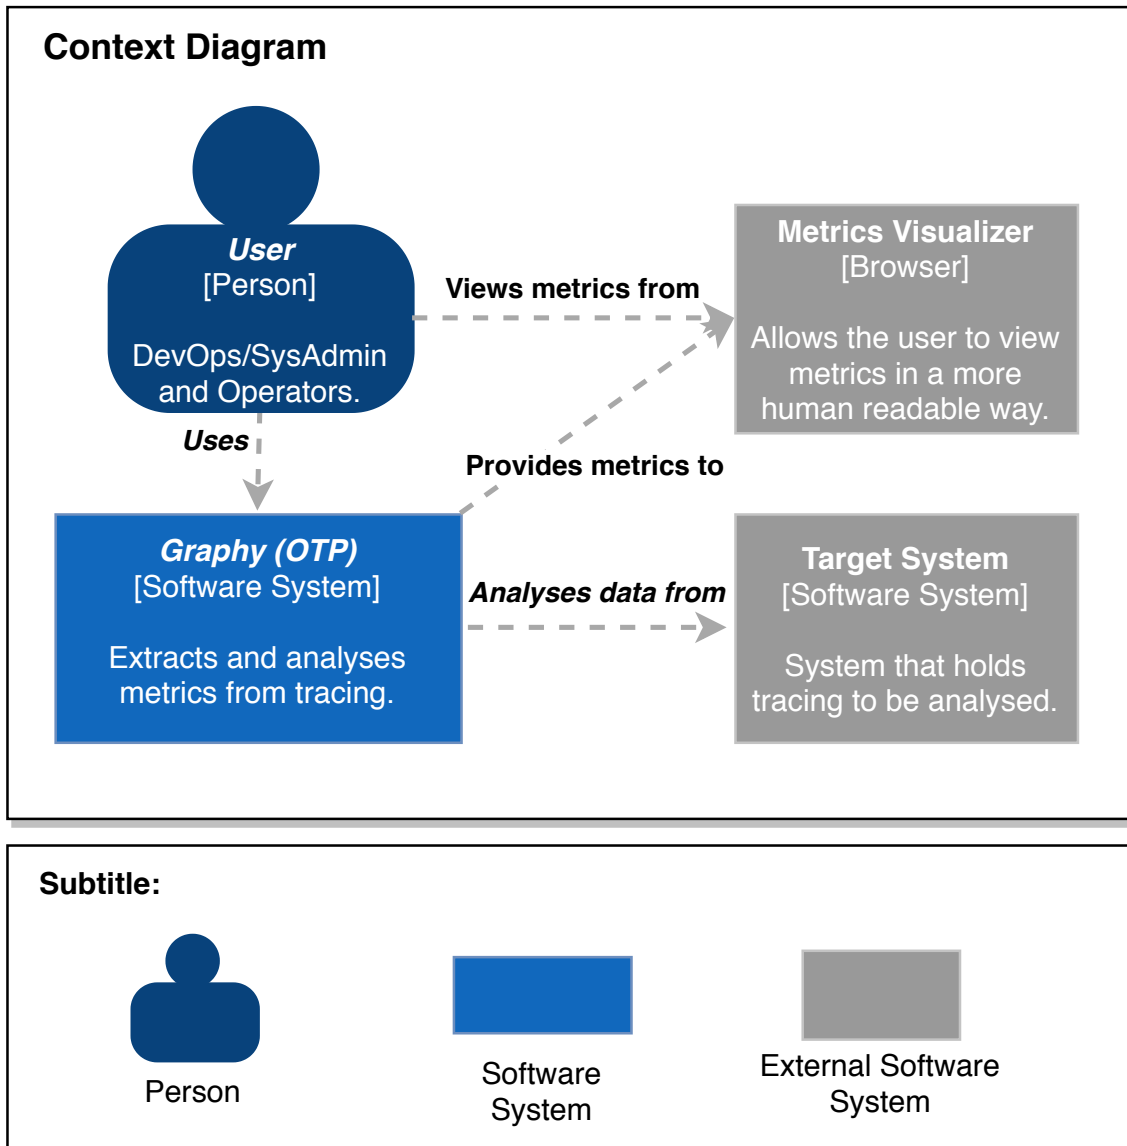 Context Diagram
User
[Person]
DevOps/SysAdmin
and Operators.
Views metrics from
Metrics Visualizer
[Browser]
Allows the user to view
metrics in a more
human readable way.
Uses
Provides metrics to
Graphy (OTP)
[Software System]
Extracts and analyses
metrics from tracing.
Analyses data from
Target System
[Software System]
System that holds
tracing to be analysed.
Subtitle:
Person
Software
System
External Software
System